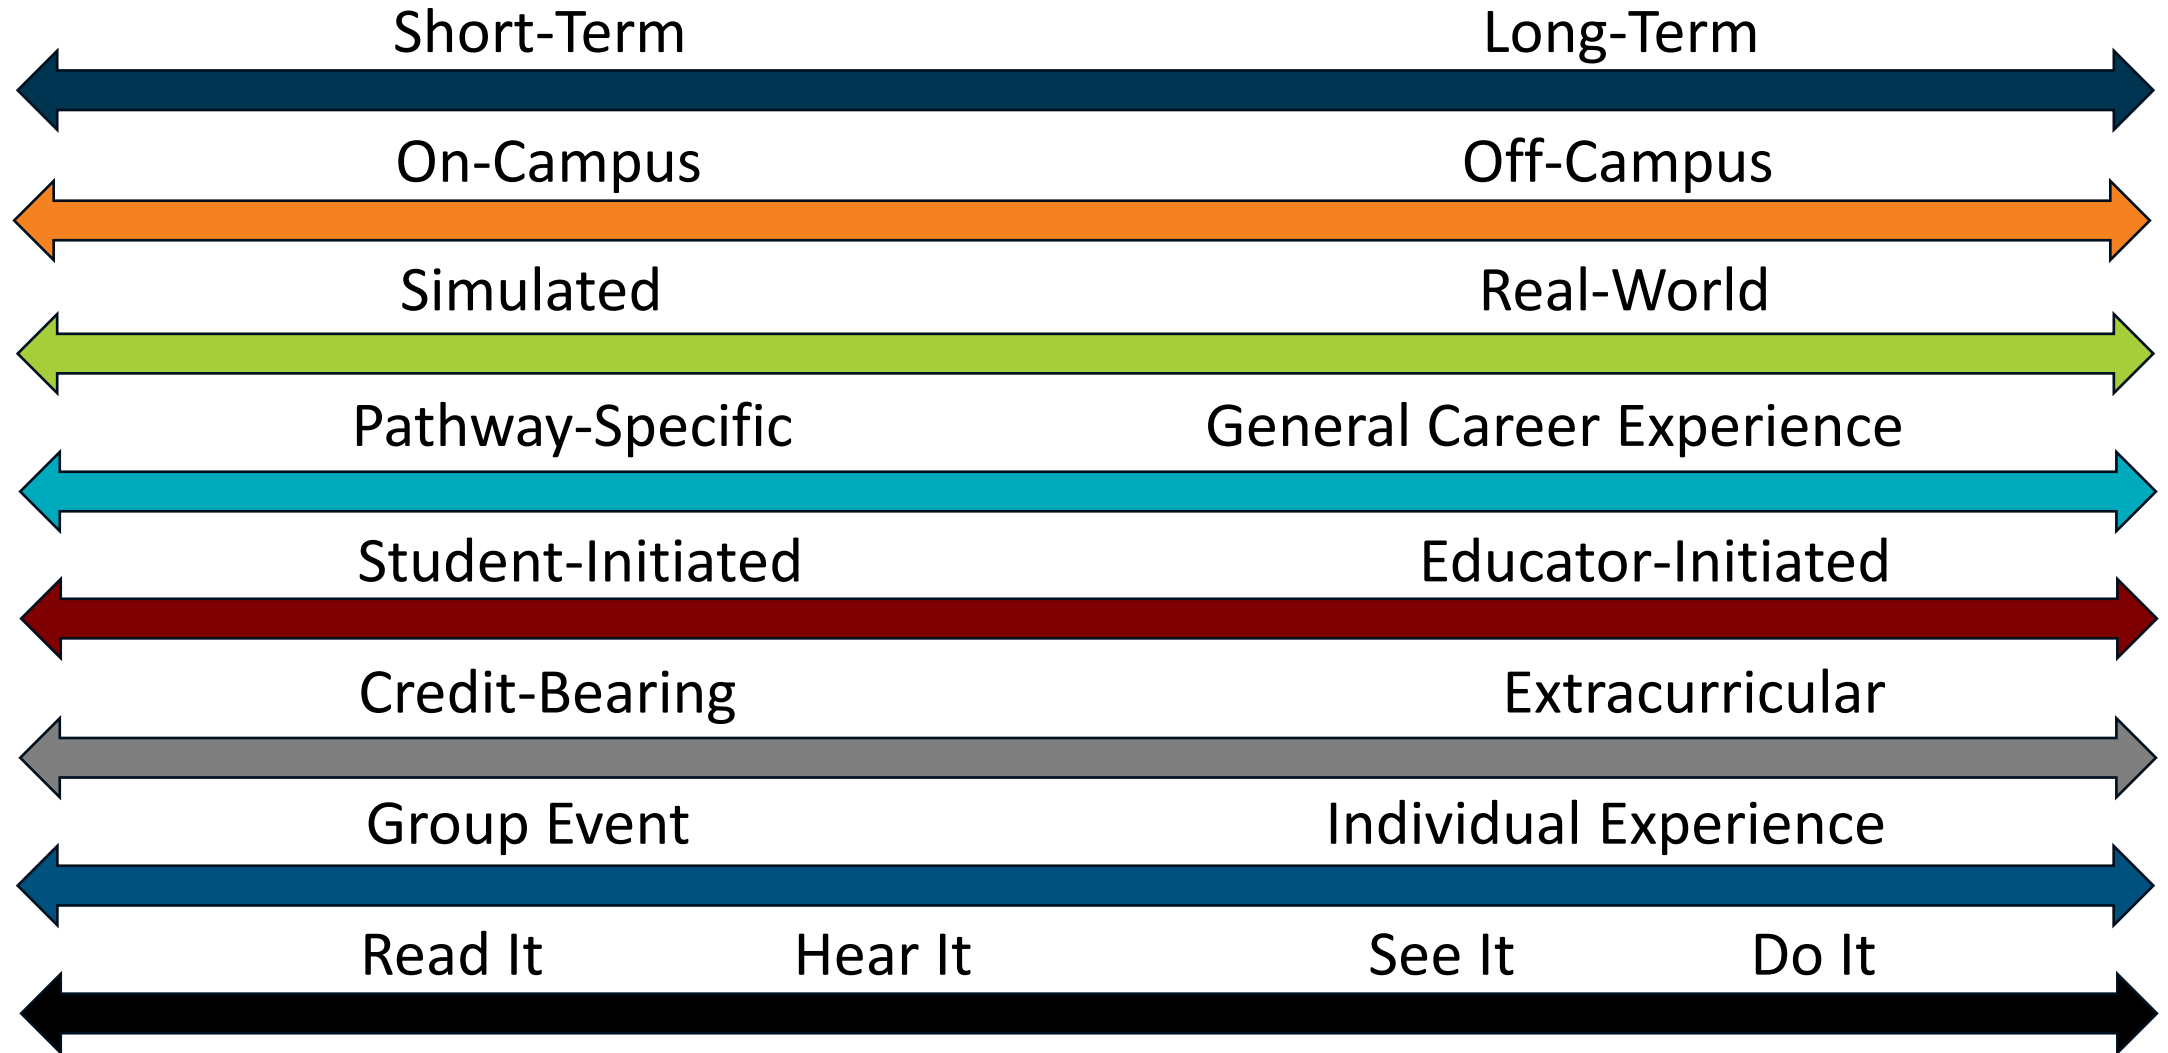 Short-Term Long-Term
On-Campus Off-Campus
Simulated Real-World
Pathway-Specific General Career Experience
Student-Initiated Educator-Initiated
Credit-Bearing Extracurricular
Group Event Individual Experience
Read It Hear It See It Do It